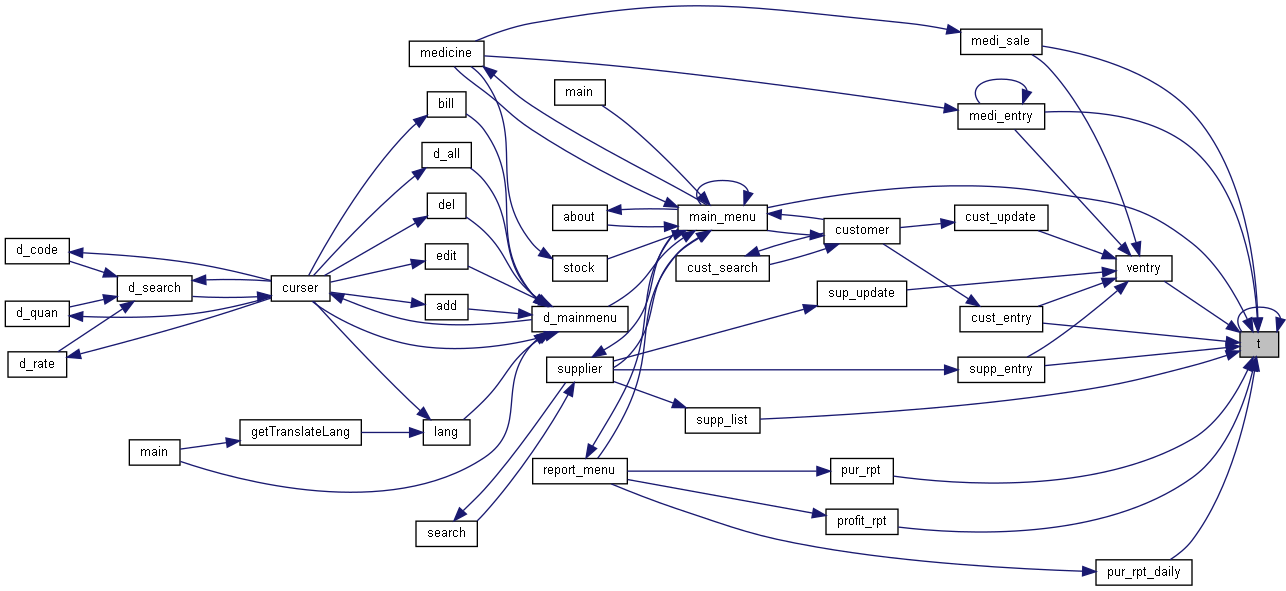 medicine
medi_sale
main
bill
medi_entry
d_all
del
about
main_menu
cust_update
customer
d_code
edit
stock
cust_search
ventry
d_search
curser
sup_update
d_quan
add
d_mainmenu
cust_entry
t
d_rate
supplier
supp_entry
supp_list
getTranslateLang
lang
main
report_menu
pur_rpt
profit_rpt
search
pur_rpt_daily